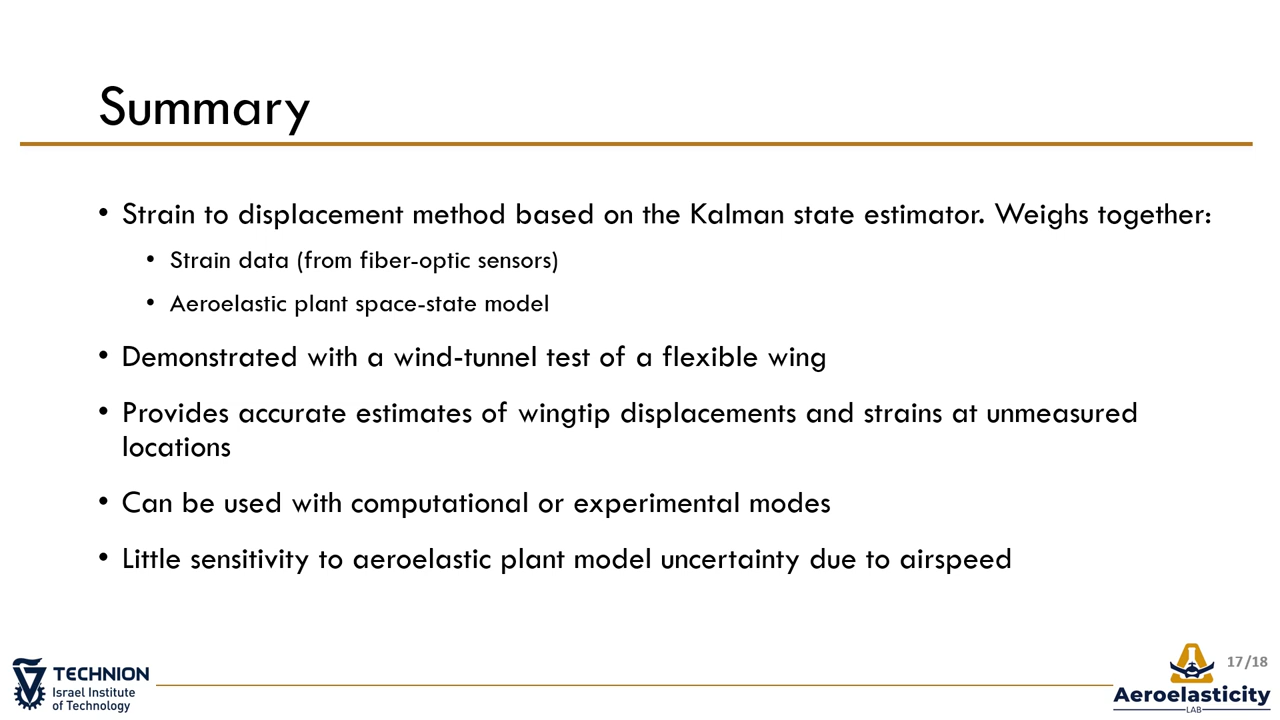 Summary
• Strain to displacement method based on the Kalman state estimator. Weighs together:
• Strain data (from fiber-optic sensors)
• Aeroelastic plant space-state model
• Demonstrated with a wind-tunnel test of a flexible wing
• Provides accurate estimates of wingtip displacements and strains at unmeasured
locations
• Can be used with computational or experimental modes
• Little sensitivity to aeroelastic plant model uncertainty due to airspeed
TECHNION
Israel Institute
of Technology
17/18
Aeroelasticity
LAB